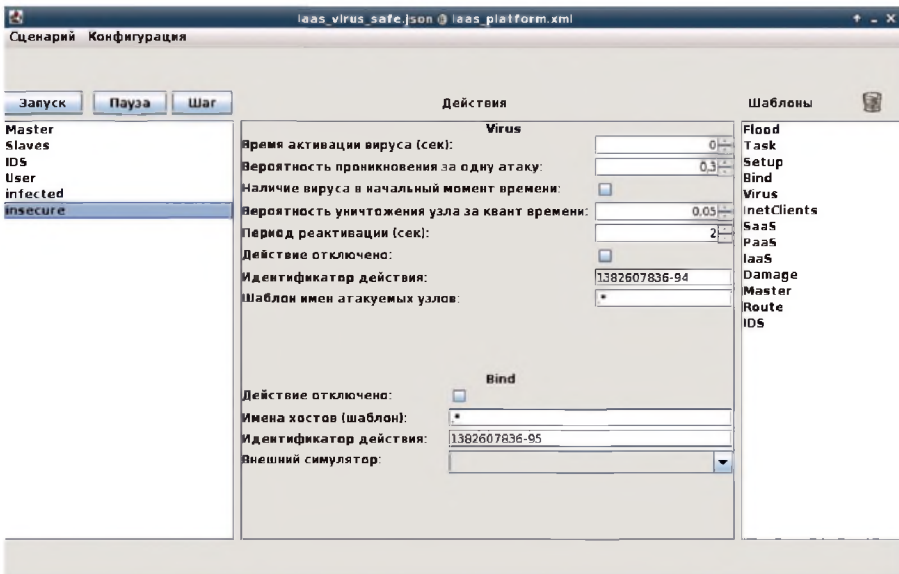 iaas_virus_safe.json @ iaas_platform.xml
Сценарий Конфигурация
Запуск Пауза Шаг Действия Шаблоны
Master
Slaves
IDS
User
infected
insecure
Virus
Время активации вируса (сек): 0
Вероятность проникновения за одну атаку: 0,3
Наличие вируса в начальный момент времени:
Вероятность уничтожения узла за квант времени: 0,05
Период реактивации (сек): 2
Действие отключено:
Идентификатор действия: 1382607836-94
Шаблон имен атакуемых узлов: .*
Bind
Действие отключено:
Имена хостов (шаблон): .*
Идентификатор действия: 1382607836-95
Внешний симулятор:
Flood
Task
Setup
Bind
Virus
InetClients
SaaS
PaaS
IaaS
Damage
Master
Route
IDS